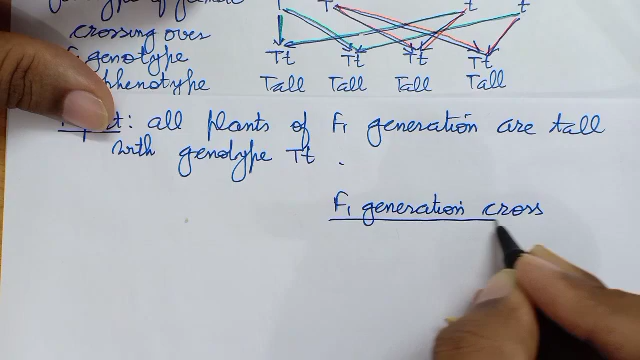 crossing over
T T t t
genotype Tt Tt Tt Tt
phenotype Tall Tall Tall Tall
: all plants of F1 generation are tall
with genotype Tt .
F1 generation cross